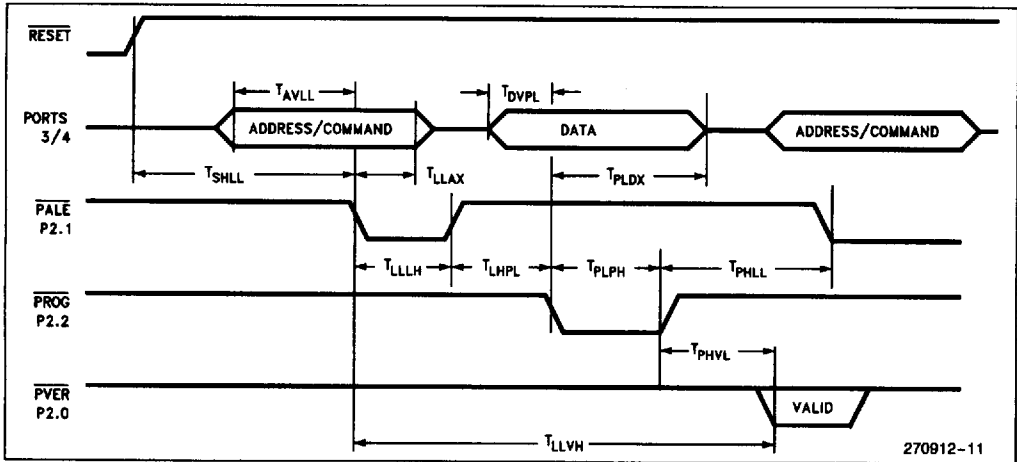 RESET
PORTS
3/4
T_AVLL
T_DVPL
ADDRESS/COMMAND
DATA
ADDRESS/COMMAND
T_SHLL
T_LLAX
T_PLDX
PALE
P2.1
T_LLLH
T_LHPL
T_PLPH
T_PHLL
PROG
P2.2
T_PHVL
PVER
P2.0
VALID
T_LLVH
270912-11